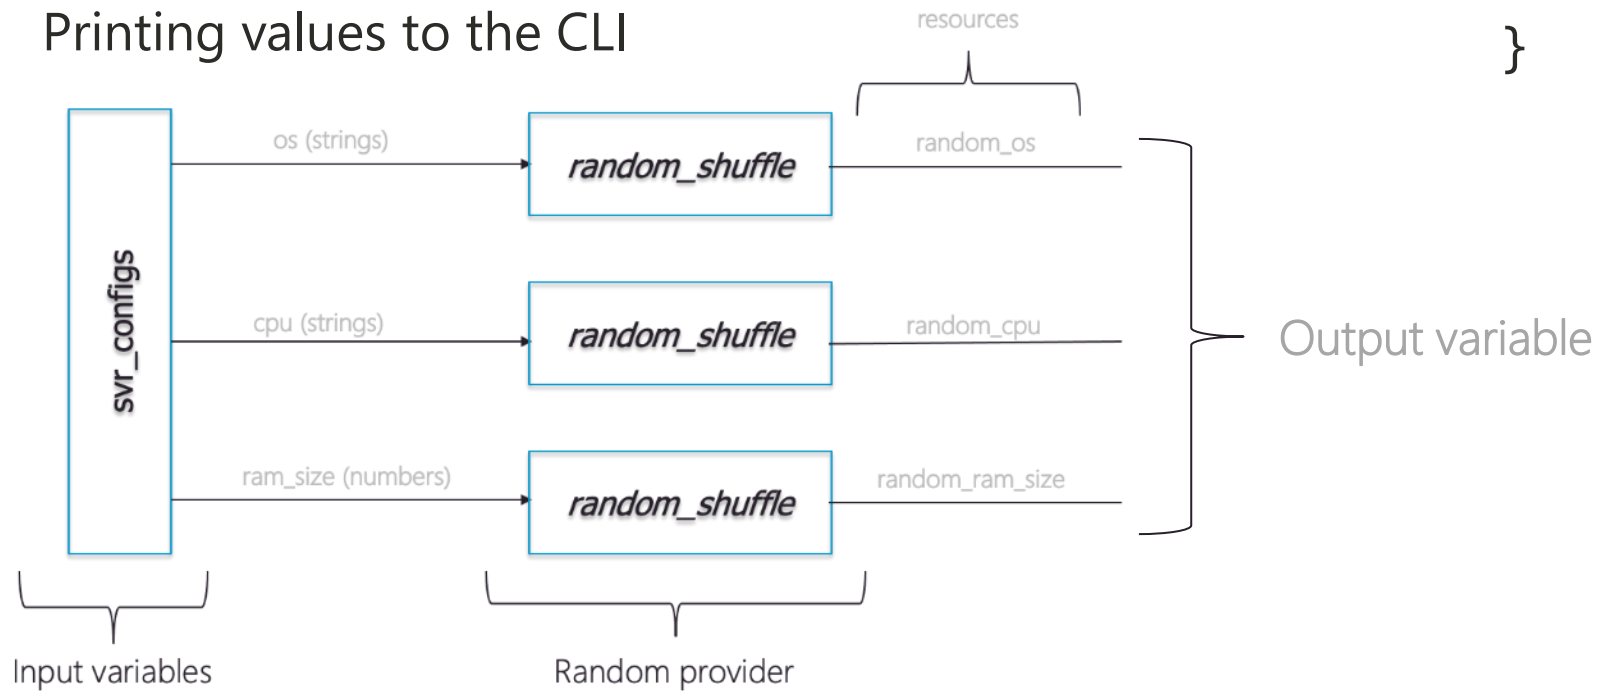 Printing values to the CLI
resources
}
os (strings)
random_shuffle
random_os
svr_configs
cpu (strings)
random_shuffle
random_cpu
Output variable
ram_size (numbers)
random_shuffle
random_ram_size
Input variables
Random provider